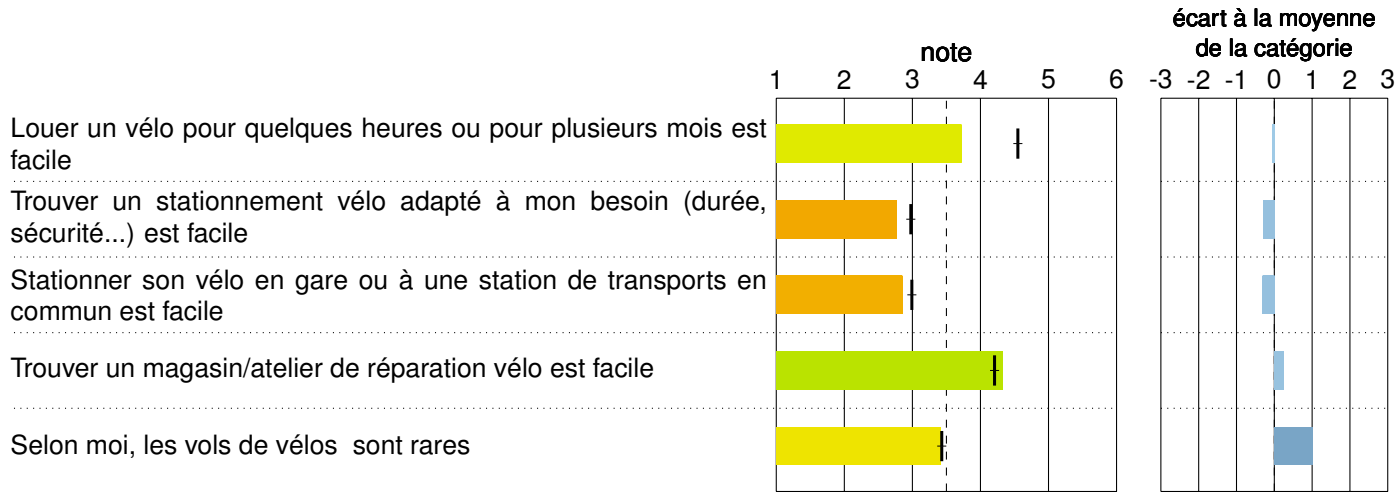 écart à la moyenne
de la catégorie
note
1 2 3 4 5 6
-3 -2 -1 0 1 2 3
Louer un vélo pour quelques heures ou pour plusieurs mois est
facile
Trouver un stationnement vélo adapté à mon besoin (durée,
sécurité...) est facile
Stationner son vélo en gare ou à une station de transports en
commun est facile
Trouver un magasin/atelier de réparation vélo est facile
Selon moi, les vols de vélos sont rares